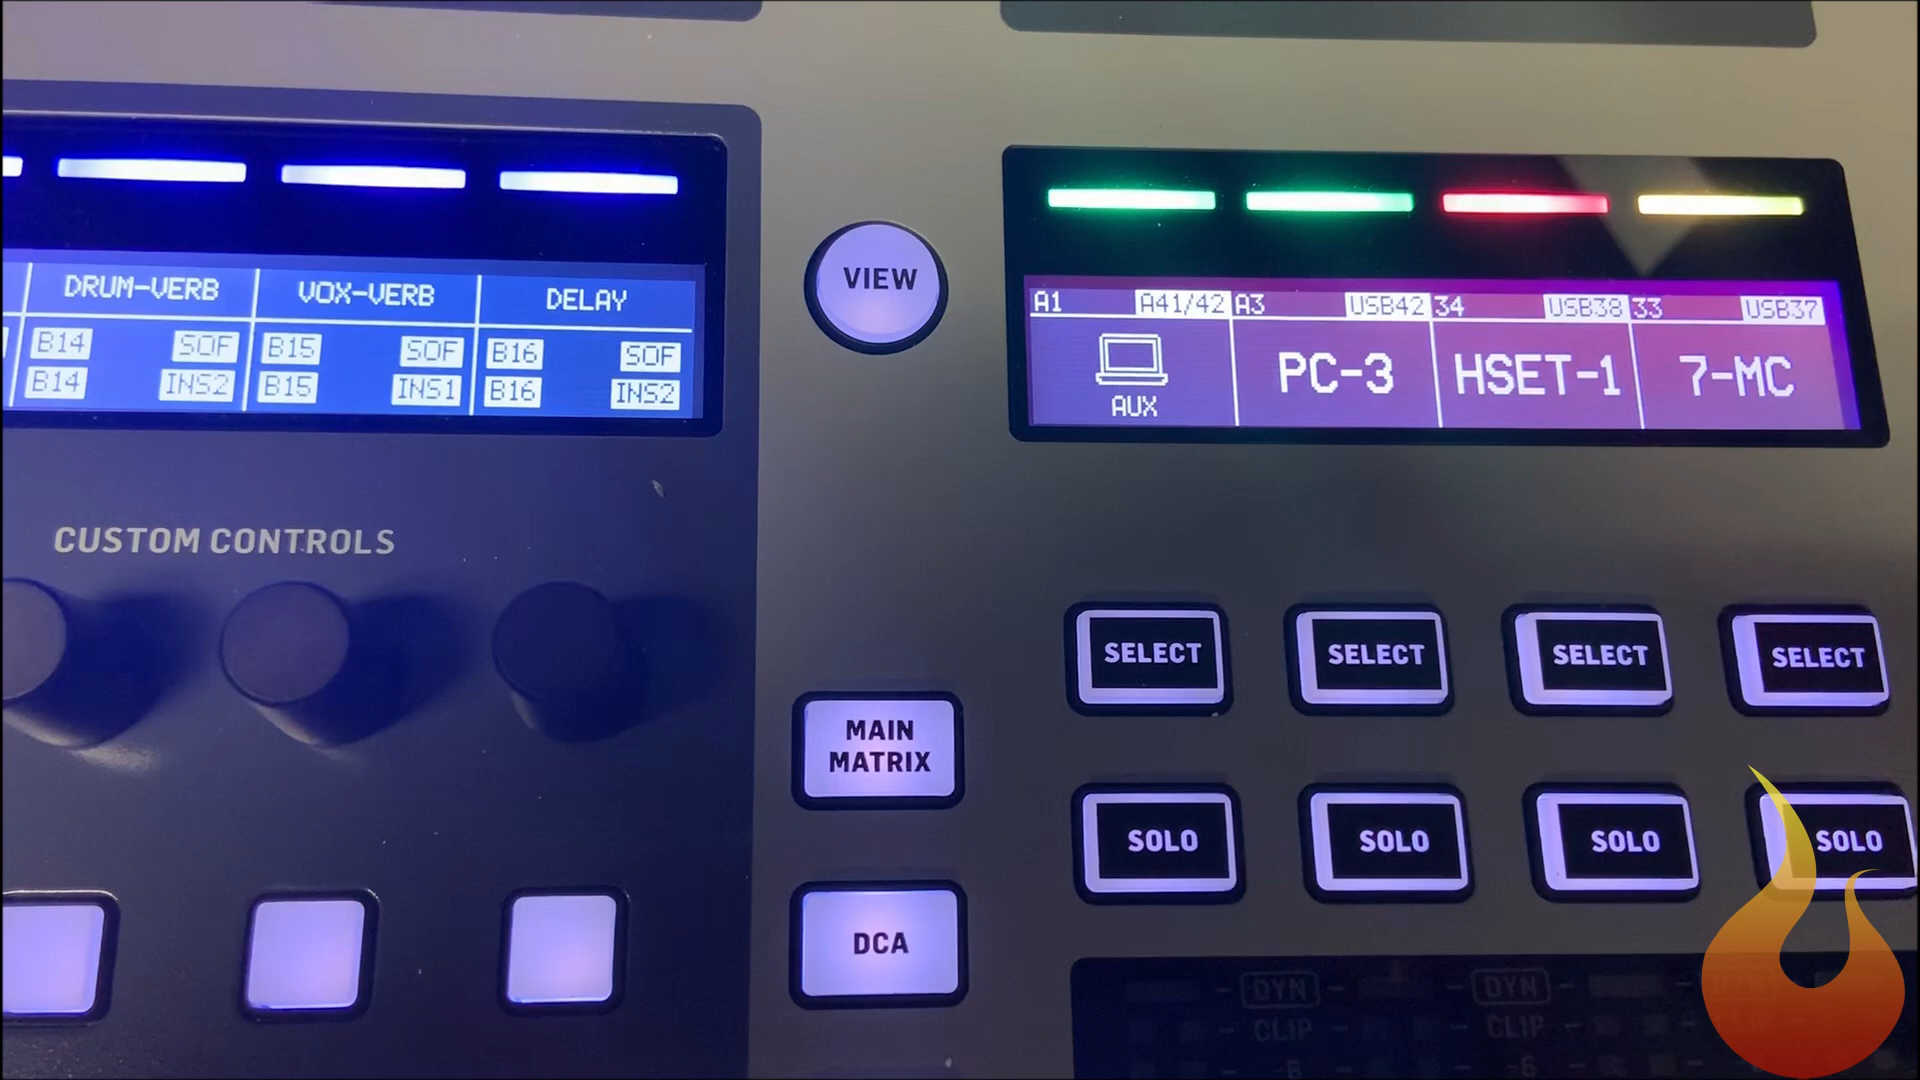 DRUM-VERB VOX-VERB DELAY
B14 SOF B15 SOF B16 SOF
B14 INS2 B15 INS1 B16 INS2
CUSTOM CONTROLS
VIEW
MAIN
MATRIX
DCA
A1 A41/42 A3 USB42 34 USB38 33 USB37
PC-3 HSET-1 7-MC
AUX
SELECT SELECT SELECT SELECT
SOLO SOLO SOLO SOLO
DYN DYN
CLIP CLIP
-6 -6